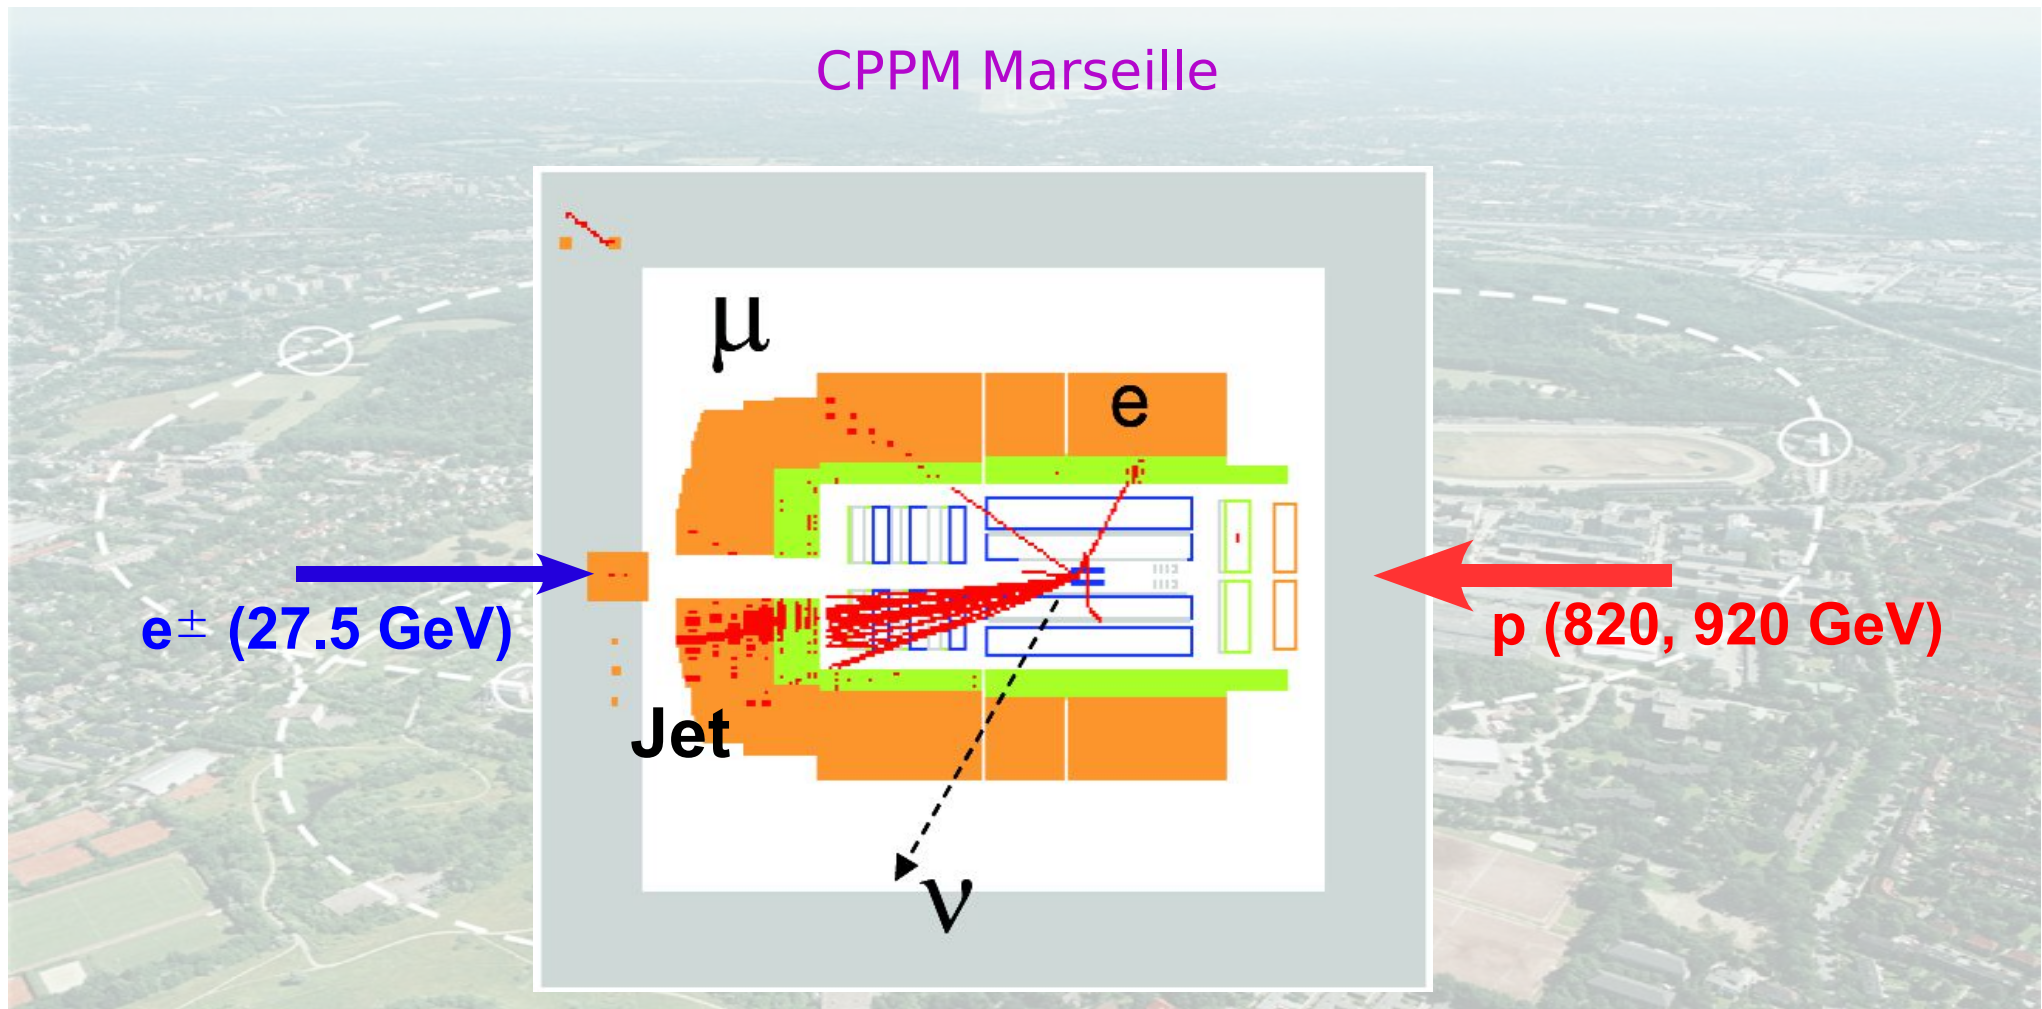 CPPM Marseille
μ
e
e± (27.5 GeV)
p (820, 920 GeV)
Jet
ν